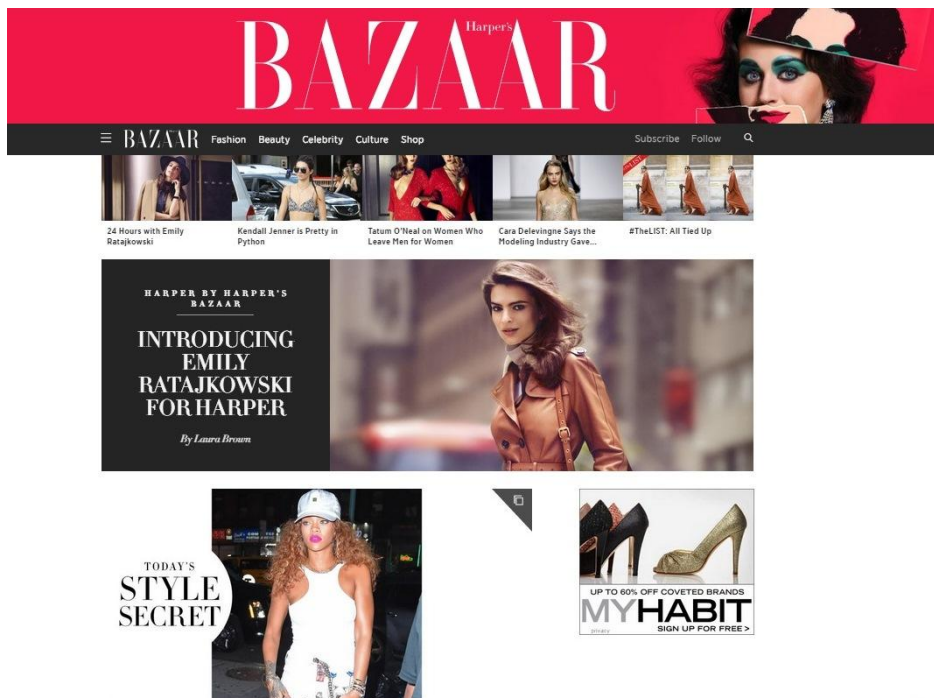 Harper's
BAZAAR
BAZAAR Fashion Beauty Celebrity Culture Shop Subscribe Follow
24 Hours with Emily
Ratajkowski
Kendall Jenner is Pretty in
Python
Tatum O'Neal on Women Who
Leave Men for Women
Cara Delevingne Says the
Modeling Industry Gave...
#TheLIST: All Tied Up
HARPER BY HARPER'S
BAZAAR
INTRODUCING
EMILY
RATAJKOWSKI
FOR HARPER
By Laura Brown
TODAY'S
STYLE
SECRET
UP TO 60% OFF COVETED BRANDS
MYHABIT
privacy
SIGN UP FOR FREE >